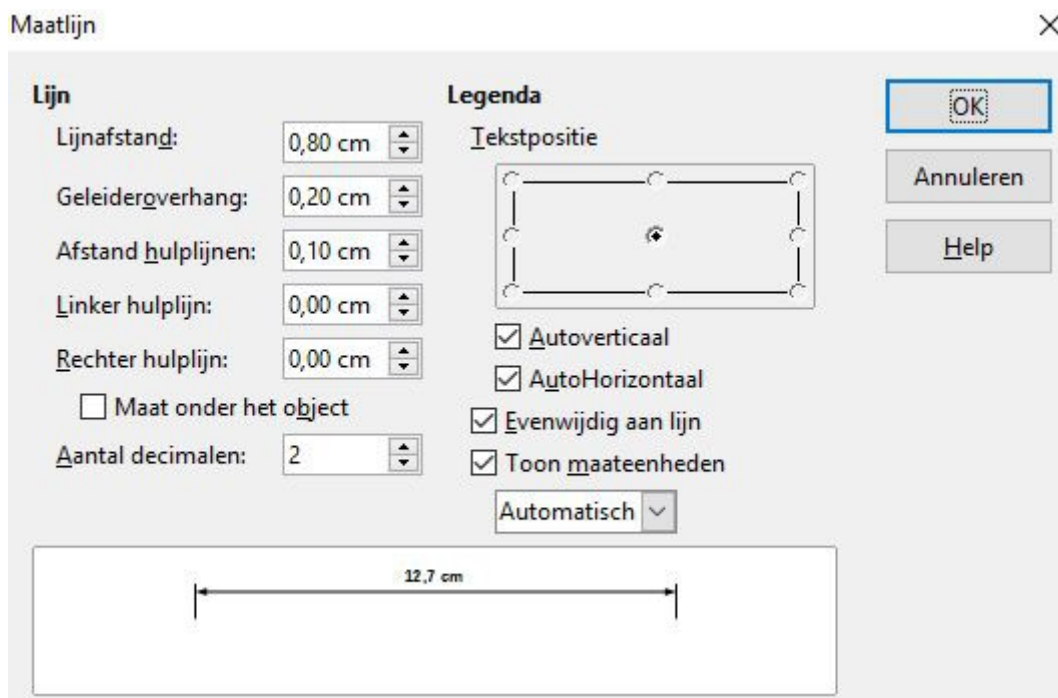 Maatlijn
Lijn
Lijnafstand: 0,80 cm
Geleideroverhang: 0,20 cm
Afstand hulplijnen: 0,10 cm
Linker hulplijn: 0,00 cm
Rechter hulplijn: 0,00 cm
Maat onder het object
Aantal decimalen: 2
Legenda
Tekstpositie
Autoverticaal
AutoHorizontaal
Evenwijdig aan lijn
Toon maateenheden
Automatisch
OK
Annuleren
Help
12,7 cm